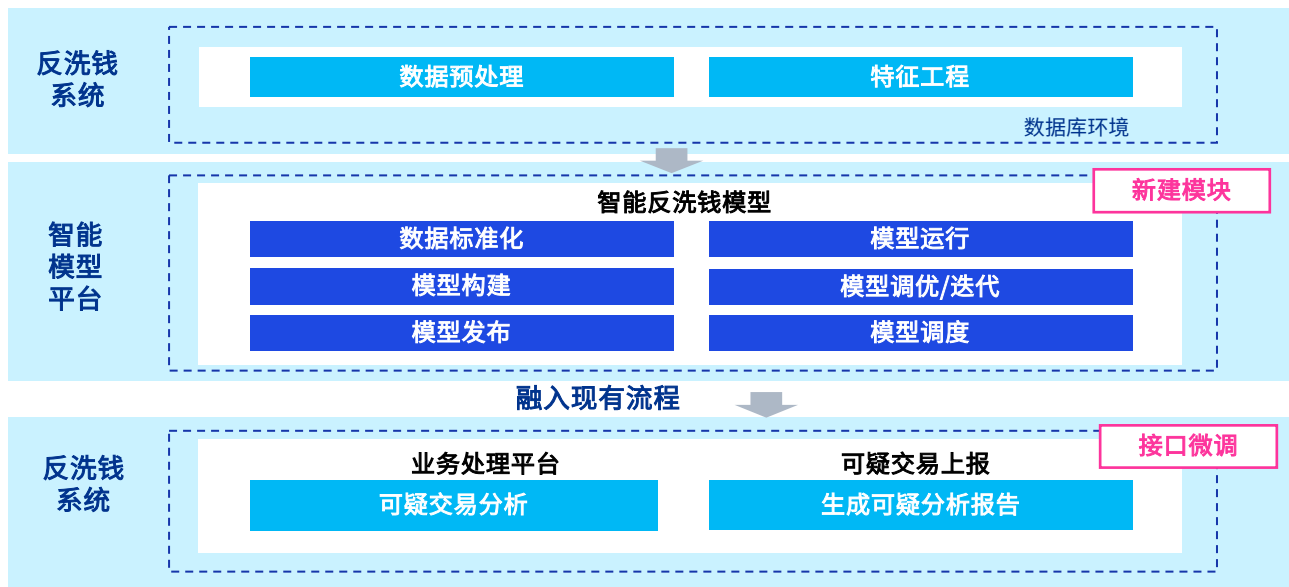 反洗钱
系统
数据预处理
特征工程
数据库环境
智能
模型
平台
新建模块
智能反洗钱模型
数据标准化
模型运行
模型构建
模型调优/迭代
模型发布
模型调度
融入现有流程
反洗钱
系统
接口微调
业务处理平台
可疑交易上报
可疑交易分析
生成可疑分析报告